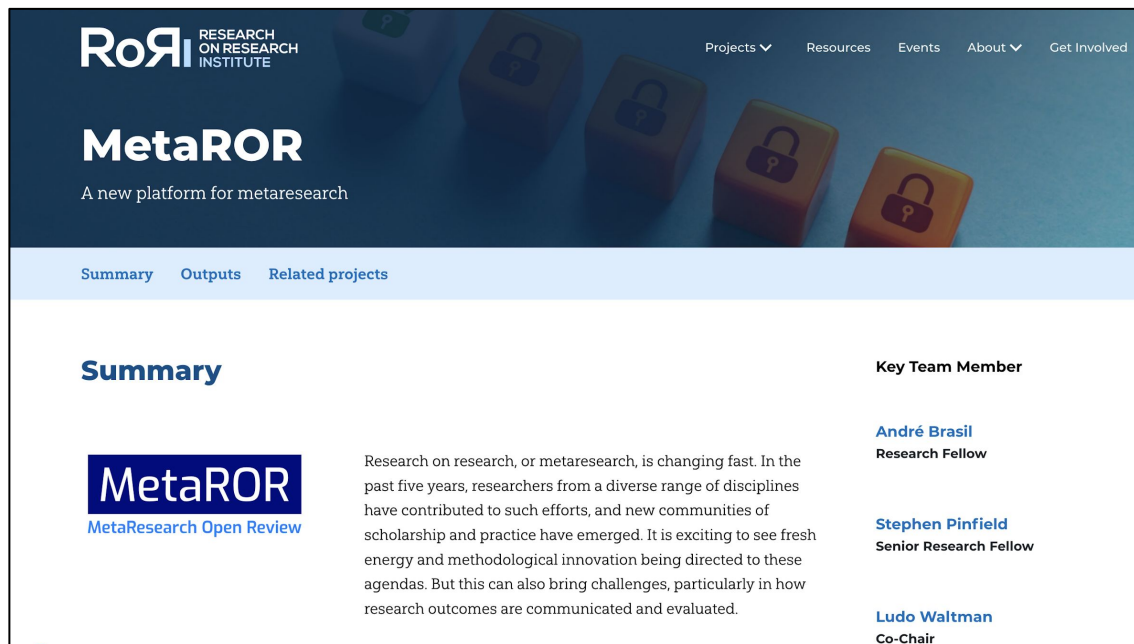 RoRI RESEARCH
ON RESEARCH
INSTITUTE
Projects Resources Events About Get Involved
MetaROR
A new platform for metaresearch
Summary Outputs Related projects
Summary
MetaROR
MetaResearch Open Review
Research on research, or metaresearch, is changing fast. In the
past five years, researchers from a diverse range of disciplines
have contributed to such efforts, and new communities of
scholarship and practice have emerged. It is exciting to see fresh
energy and methodological innovation being directed to these
agendas. But this can also bring challenges, particularly in how
research outcomes are communicated and evaluated.
Key Team Member
André Brasil
Research Fellow
Stephen Pinfield
Senior Research Fellow
Ludo Waltman
Co-Chair